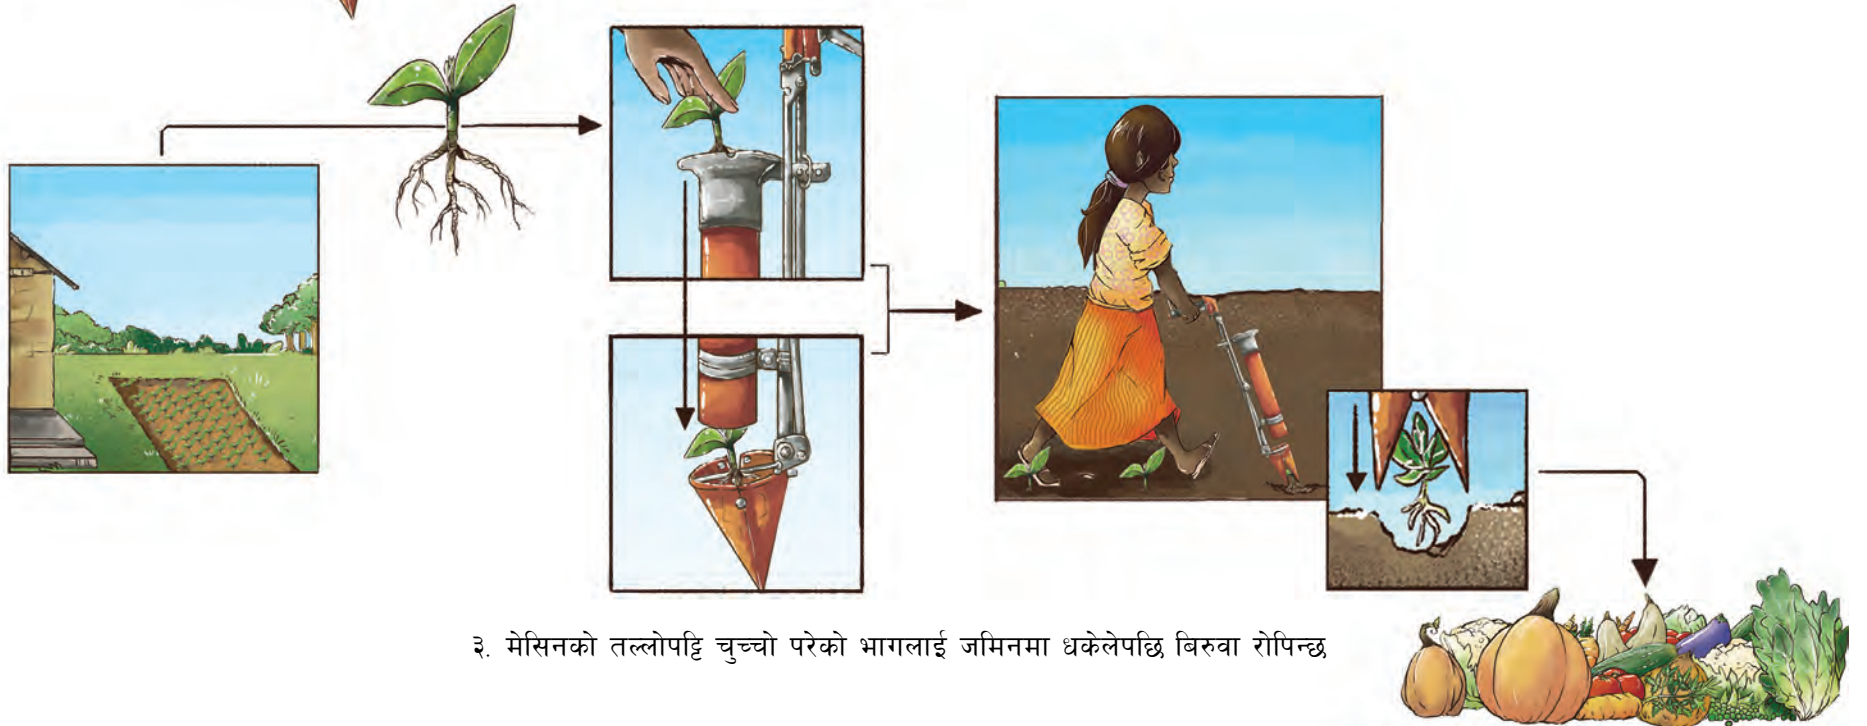 ३. मेसिनको तल्लोपट्टि चुच्चो परेको भागलाई जमिनमा धकेलेपछि बिरुवा रोपिन्छ